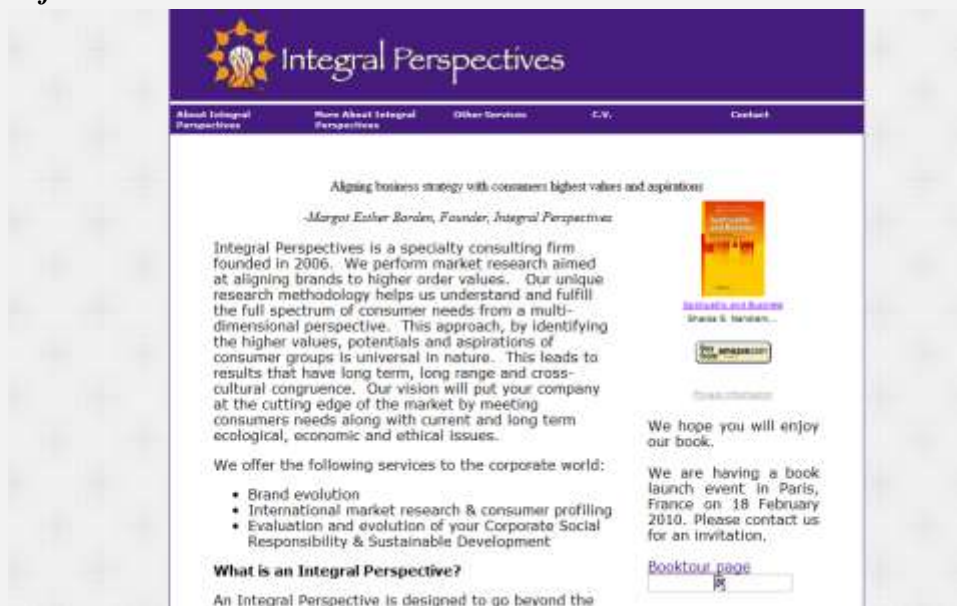 Integral Perspectives
About Integral Perspectives
More About Integral Perspectives
Other Services
C.V.
Contact
Aligning business strategy with consumers highest values and aspirations
-Margot Esther Borden, Founder, Integral Perspectives
Integral Perspectives is a specialty consulting firm
founded in 2006. We perform market research aimed
at aligning brands to higher order values. Our unique
research methodology helps us understand and fulfill
the full spectrum of consumer needs from a multi-
dimensional perspective. This approach, by identifying
the higher values, potentials and aspirations of
consumer groups is universal in nature. This leads to
results that have long term, long range and cross-
cultural congruence. Our vision will put your company
at the cutting edge of the market by meeting
consumers needs along with current and long term
ecological, economic and ethical issues.
We offer the following services to the corporate world:
• Brand evolution
• International market research & consumer profiling
• Evaluation and evolution of your Corporate Social
Responsibility & Sustainable Development
What is an Integral Perspective?
An Integral Perspective is designed to go beyond the
Spirituality and Business
Spirituality and Business
Sharda S. Nandram...
amazon.com
Privacy Information
We hope you will enjoy
our book.
We are having a book
launch event in Paris,
France on 18 February
2010. Please contact us
for an invitation.
Booktour page